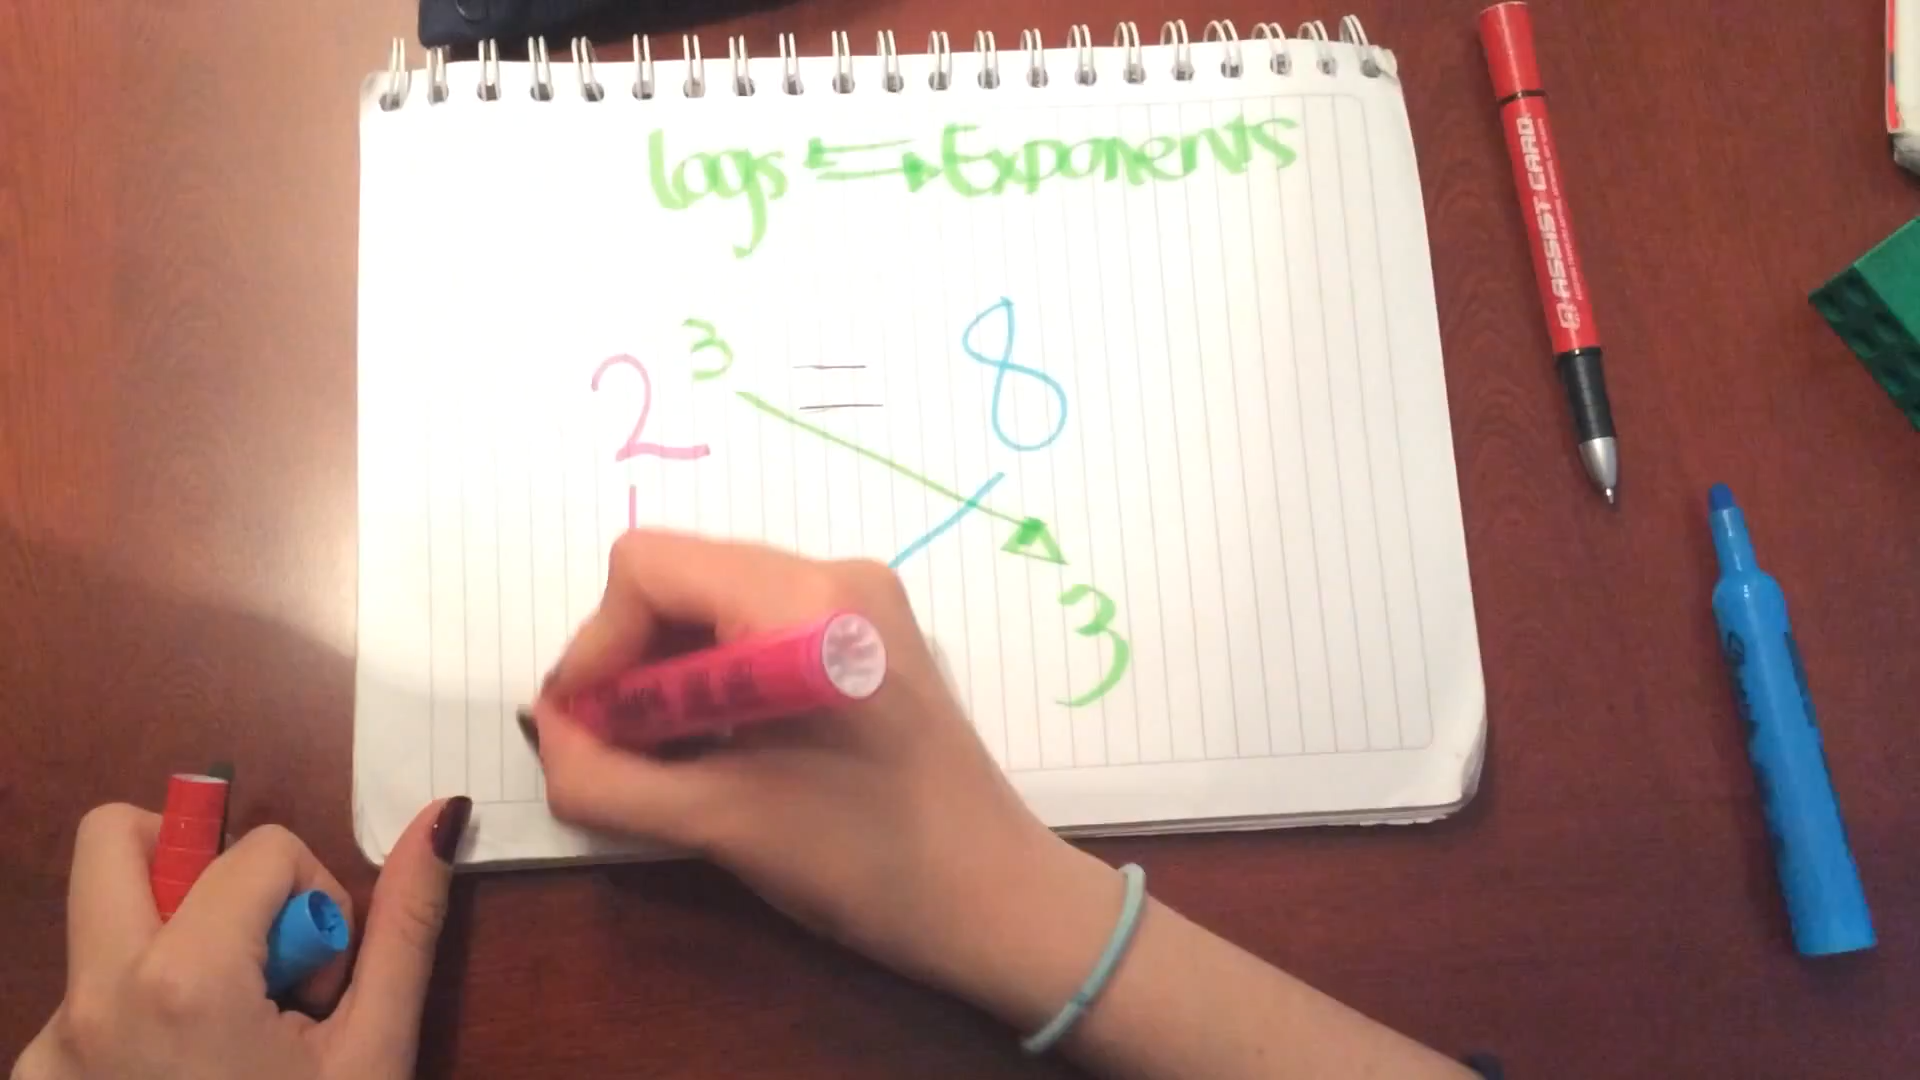 Logs ⇄ Exponents
2³ = 8
3
ASSIST CARD